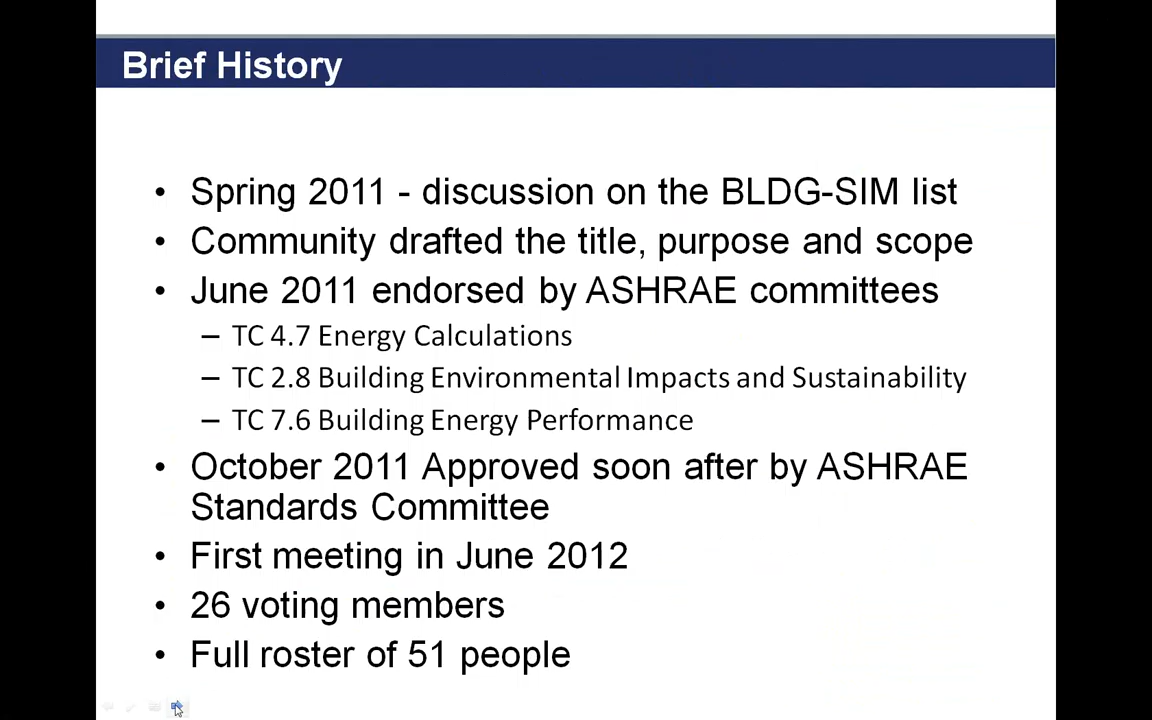 Brief History
• Spring 2011 - discussion on the BLDG-SIM list
• Community drafted the title, purpose and scope
• June 2011 endorsed by ASHRAE committees
– TC 4.7 Energy Calculations
– TC 2.8 Building Environmental Impacts and Sustainability
– TC 7.6 Building Energy Performance
• October 2011 Approved soon after by ASHRAE
Standards Committee
• First meeting in June 2012
• 26 voting members
• Full roster of 51 people